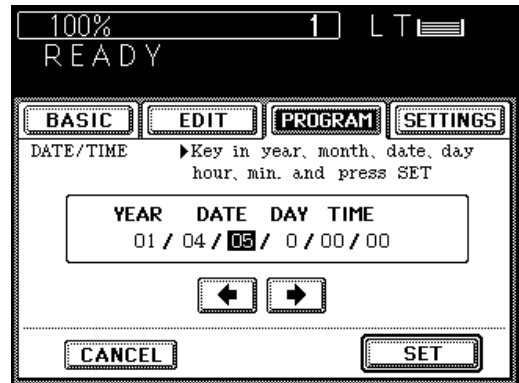 100% 1 LT
READY
BASIC EDIT PROGRAM SETTINGS
DATE/TIME ▶Key in year, month, date, day
hour, min. and press SET
YEAR DATE DAY TIME
01 / 04 / 05 / 0 / 00 / 00
CANCEL SET